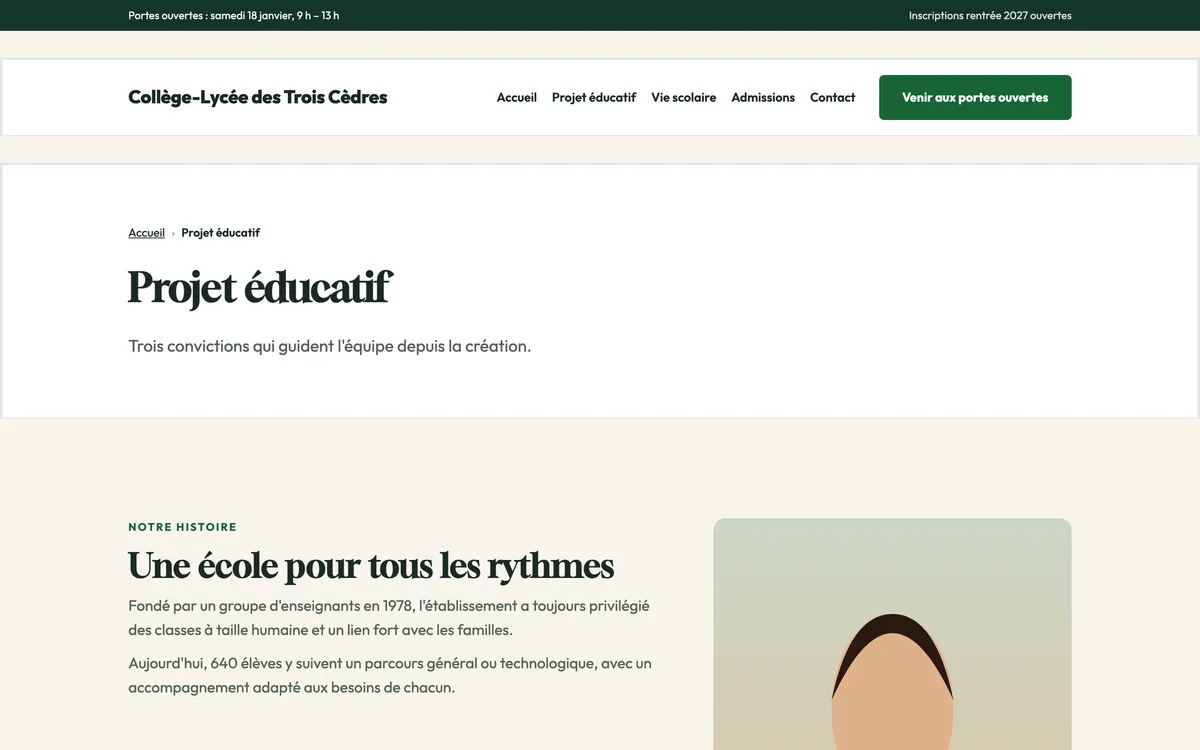 Portes ouvertes : samedi 18 janvier, 9 h – 13 h
Inscriptions rentrée 2027 ouvertes
Collège-Lycée des Trois Cèdres
Accueil Projet éducatif Vie scolaire Admissions Contact
Venir aux portes ouvertes
Accueil › Projet éducatif
Projet éducatif
Trois convictions qui guident l'équipe depuis la création.
NOTRE HISTOIRE
Une école pour tous les rythmes
Fondé par un groupe d'enseignants en 1978, l'établissement a toujours privilégié
des classes à taille humaine et un lien fort avec les familles.
Aujourd'hui, 640 élèves y suivent un parcours général ou technologique, avec un
accompagnement adapté aux besoins de chacun.